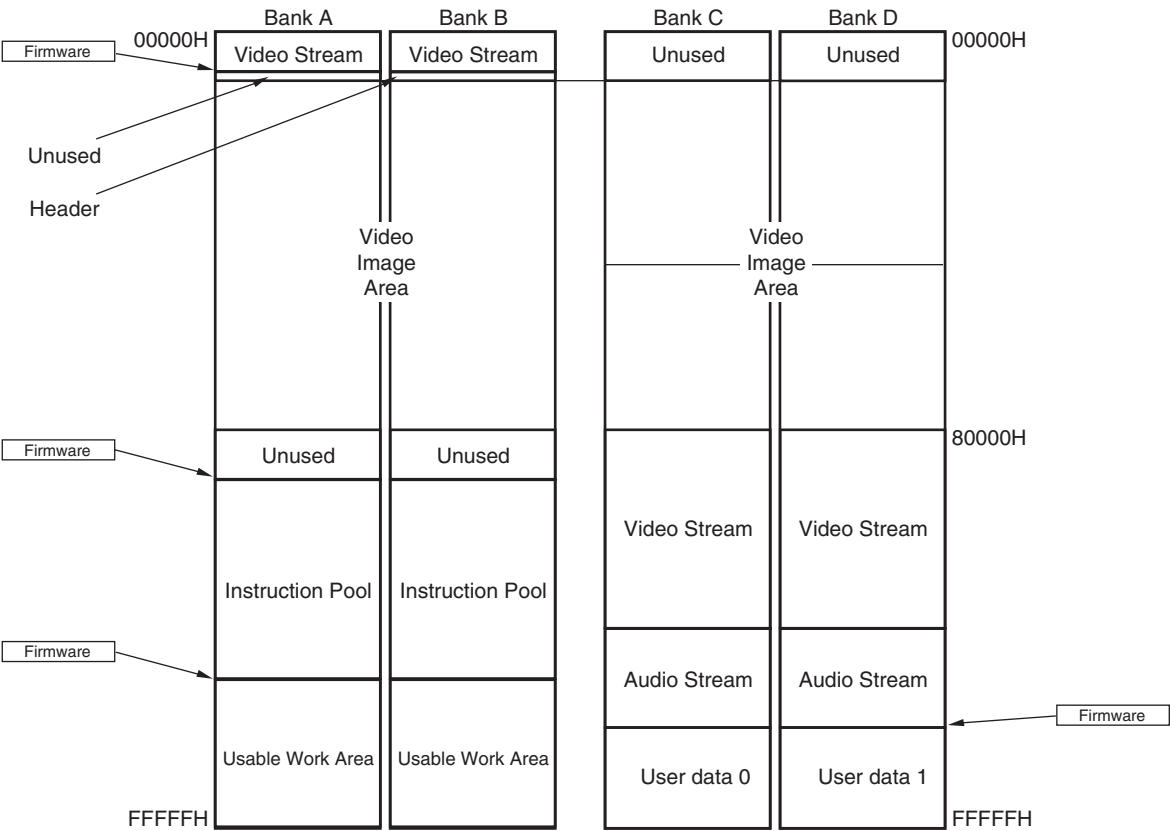 Bank A
Bank B
Bank C
Bank D
00000H
00000H
Firmware
Video Stream
Video Stream
Unused
Unused
Unused
Header
Video
Image
Area
Video
Image
Area
80000H
Firmware
Unused
Unused
Video Stream
Video Stream
Instruction Pool
Instruction Pool
Firmware
Audio Stream
Audio Stream
Firmware
Usable Work Area
Usable Work Area
User data 0
User data 1
FFFFFH
FFFFFH